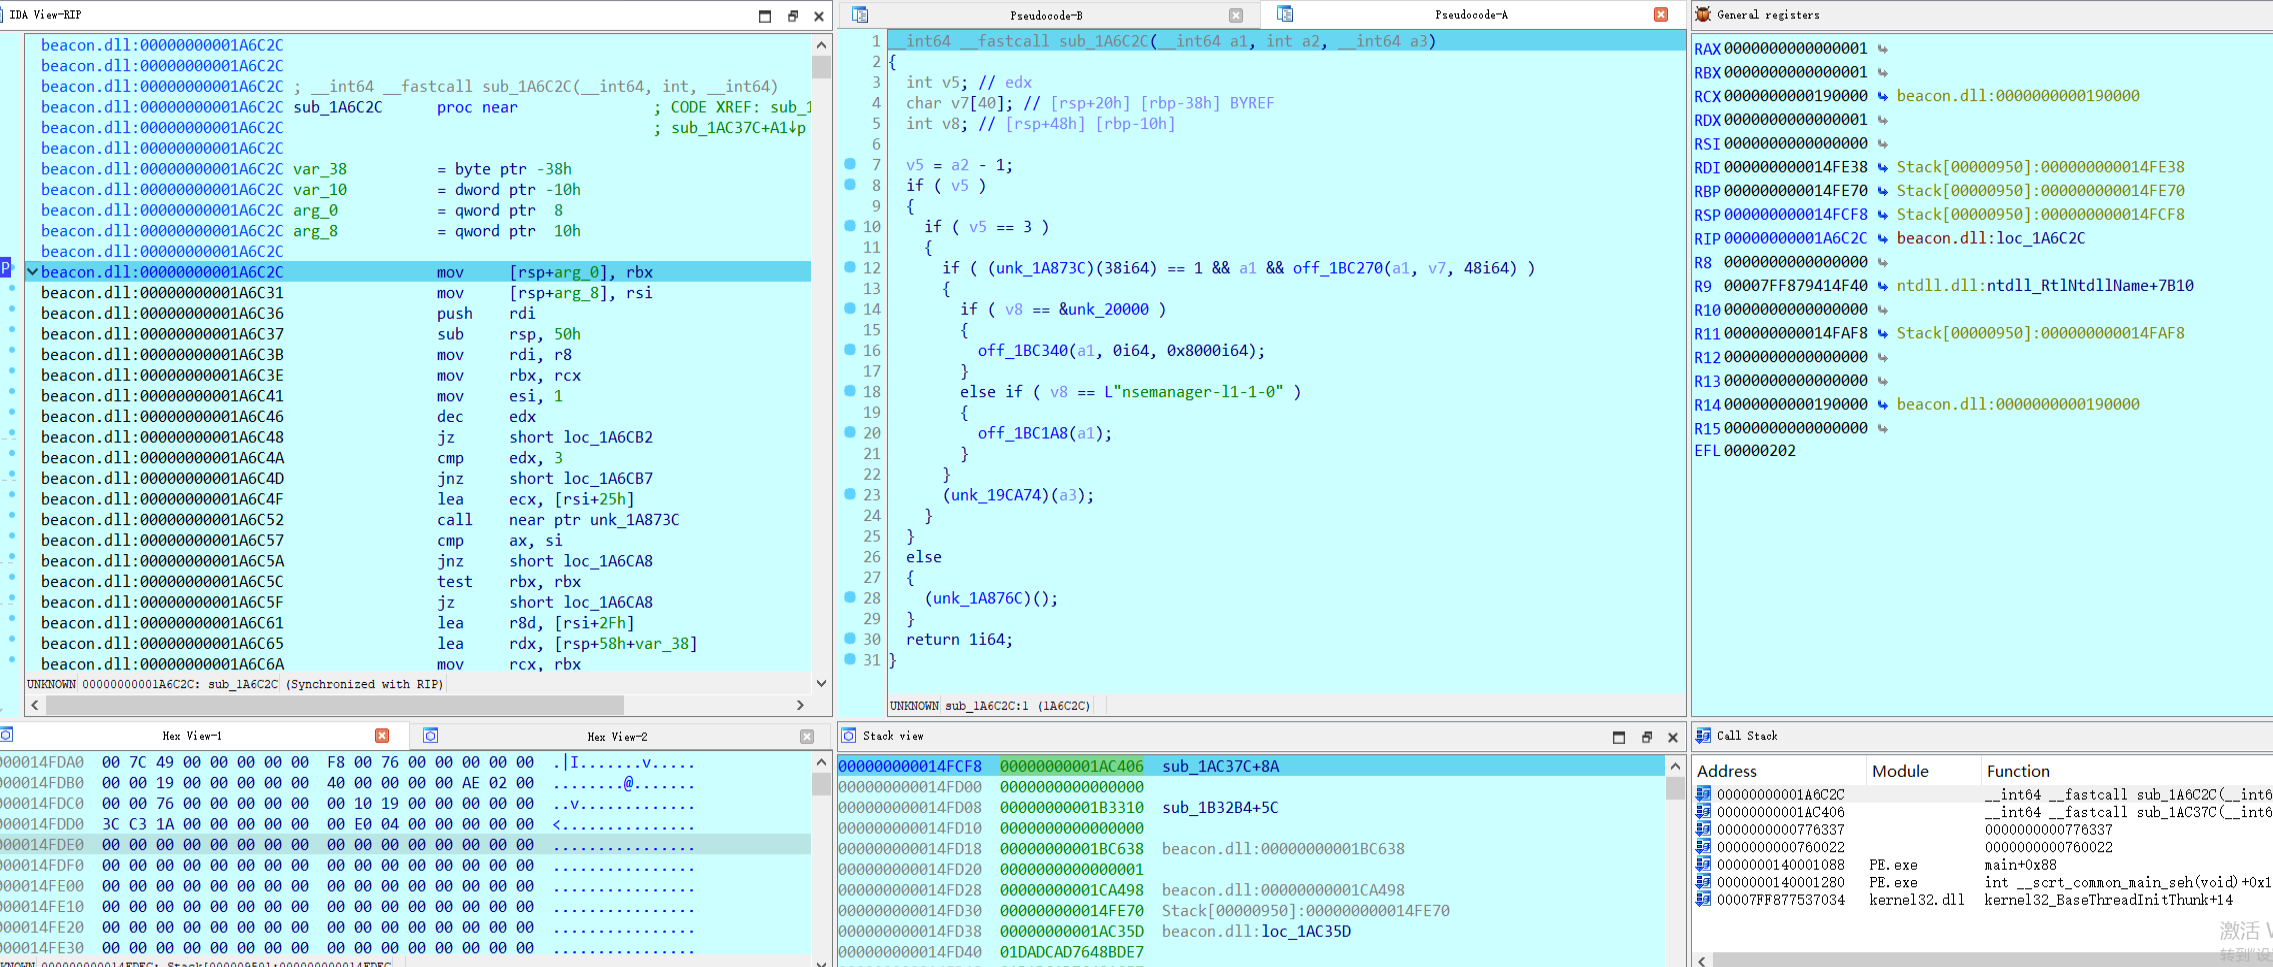 IDA View-RIP
beacon.dll:00000000001A6C2C
beacon.dll:00000000001A6C2C
beacon.dll:00000000001A6C2C ; __int64 __fastcall sub_1A6C2C(__int64, int, __int64)
beacon.dll:00000000001A6C2C sub_1A6C2C proc near ; CODE XREF: sub_1
beacon.dll:00000000001A6C2C ; sub_1AC37C+A1↓p
beacon.dll:00000000001A6C2C
beacon.dll:00000000001A6C2C var_38 = byte ptr -38h
beacon.dll:00000000001A6C2C var_10 = dword ptr -10h
beacon.dll:00000000001A6C2C arg_0 = qword ptr 8
beacon.dll:00000000001A6C2C arg_8 = qword ptr 10h
beacon.dll:00000000001A6C2C
beacon.dll:00000000001A6C2C mov [rsp+arg_0], rbx
beacon.dll:00000000001A6C31 mov [rsp+arg_8], rsi
beacon.dll:00000000001A6C36 push rdi
beacon.dll:00000000001A6C37 sub rsp, 50h
beacon.dll:00000000001A6C3B mov rdi, r8
beacon.dll:00000000001A6C3E mov rbx, rcx
beacon.dll:00000000001A6C41 mov esi, 1
beacon.dll:00000000001A6C46 dec edx
beacon.dll:00000000001A6C48 jz short loc_1A6CB2
beacon.dll:00000000001A6C4A cmp edx, 3
beacon.dll:00000000001A6C4D jnz short loc_1A6CB7
beacon.dll:00000000001A6C4F lea ecx, [rsi+25h]
beacon.dll:00000000001A6C52 call near ptr unk_1A873C
beacon.dll:00000000001A6C57 cmp ax, si
beacon.dll:00000000001A6C5A jnz short loc_1A6CA8
beacon.dll:00000000001A6C5C test rbx, rbx
beacon.dll:00000000001A6C5F jz short loc_1A6CA8
beacon.dll:00000000001A6C61 lea r8d, [rsi+2Fh]
beacon.dll:00000000001A6C65 lea rdx, [rsp+58h+var_38]
beacon.dll:00000000001A6C6A mov rcx, rbx
UNKNOWN 00000000001A6C2C: sub_1A6C2C (Synchronized with RIP)
Pseudocode-B Pseudocode-A
1 __int64 __fastcall sub_1A6C2C(__int64 a1, int a2, __int64 a3)
2 {
3 int v5; // edx
4 char v7[40]; // [rsp+20h] [rbp-38h] BYREF
5 int v8; // [rsp+48h] [rbp-10h]
6
7 v5 = a2 - 1;
8 if ( v5 )
9 {
10 if ( v5 == 3 )
11 {
12 if ( (unk_1A873C)(38i64) == 1 && a1 && off_1BC270(a1, v7, 48i64) )
13 {
14 if ( v8 == &unk_20000 )
15 {
16 off_1BC340(a1, 0i64, 0x8000i64);
17 }
18 else if ( v8 == L"nsemanager-l1-1-0" )
19 {
20 off_1BC1A8(a1);
21 }
22 }
23 (unk_19CA74)(a3);
24 }
25 }
26 else
27 {
28 (unk_1A876C)();
29 }
30 return 1i64;
31 }
UNKNOWN sub_1A6C2C:1 (1A6C2C)
General registers
RAX 0000000000000001
RBX 0000000000000001
RCX 0000000000190000 beacon.dll:0000000000190000
RDX 0000000000000001
RSI 0000000000000000
RDI 000000000014FE38 Stack[00000950]:000000000014FE38
RBP 000000000014FE70 Stack[00000950]:000000000014FE70
RSP 000000000014FCF8 Stack[00000950]:000000000014FCF8
RIP 00000000001A6C2C beacon.dll:loc_1A6C2C
R8 0000000000000000
R9 00007FF879414F40 ntdll.dll:ntdll_RtlNtdllName+7B10
R10 0000000000000000
R11 000000000014FAF8 Stack[00000950]:000000000014FAF8
R12 0000000000000000
R13 0000000000000000
R14 0000000000190000 beacon.dll:0000000000190000
R15 0000000000000000
EFL 00000202
Hex View-1 Hex View-2
000014FDA0 00 7C 49 00 00 00 00 00 F8 00 76 00 00 00 00 00 .|I.......v.....
000014FDB0 00 00 19 00 00 00 00 00 40 00 00 00 00 AE 02 00 ........@.......
000014FDC0 00 00 76 00 00 00 00 00 00 10 19 00 00 00 00 00 ..v.............
000014FDD0 3C C3 1A 00 00 00 00 00 00 E0 04 00 00 00 00 00 <...............
000014FDE0 00 00 00 00 00 00 00 00 00 00 00 00 00 00 00 00 ................
000014FDF0 00 00 00 00 00 00 00 00 00 00 00 00 00 00 00 00 ................
000014FE00 00 00 00 00 00 00 00 00 00 00 00 00 00 00 00 00 ................
000014FE10 00 00 00 00 00 00 00 00 00 00 00 00 00 00 00 00 ................
000014FE20 00 00 00 00 00 00 00 00 00 00 00 00 00 00 00 00 ................
000014FE30 00 00 00 00 00 00 00 00 00 00 00 00 00 00 00 00 ................
Stack view
000000000014FCF8 00000000001AC406 sub_1AC37C+8A
000000000014FD00 0000000000000000
000000000014FD08 00000000001B3310 sub_1B32B4+5C
000000000014FD10 0000000000000000
000000000014FD18 00000000001BC638 beacon.dll:00000000001BC638
000000000014FD20 0000000000000001
000000000014FD28 00000000001CA498 beacon.dll:00000000001CA498
000000000014FD30 000000000014FE70 Stack[00000950]:000000000014FE70
000000000014FD38 00000000001AC35D beacon.dll:loc_1AC35D
000000000014FD40 01DADCAD7648BDE7
Call Stack
Address Module Function
00000000001A6C2C __int64 __fastcall sub_1A6C2C(__int6
00000000001AC406 __int64 __fastcall sub_1AC37C(__int6
0000000000776337 0000000000776337
0000000000760022 0000000000760022
0000000140001088 PE.exe main+0x88
0000000140001280 PE.exe int __scrt_common_main_seh(void)+0x1
00007FF877537034 kernel32.dll kernel32_BaseThreadInitThunk+14
激活 W